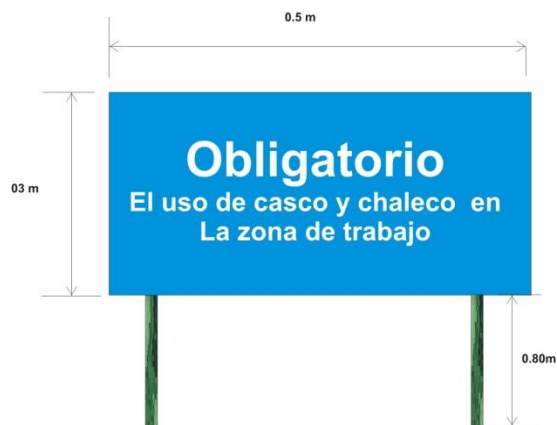 0.5 m
03 m
Obligatorio
El uso de casco y chaleco en
La zona de trabajo
0.80m